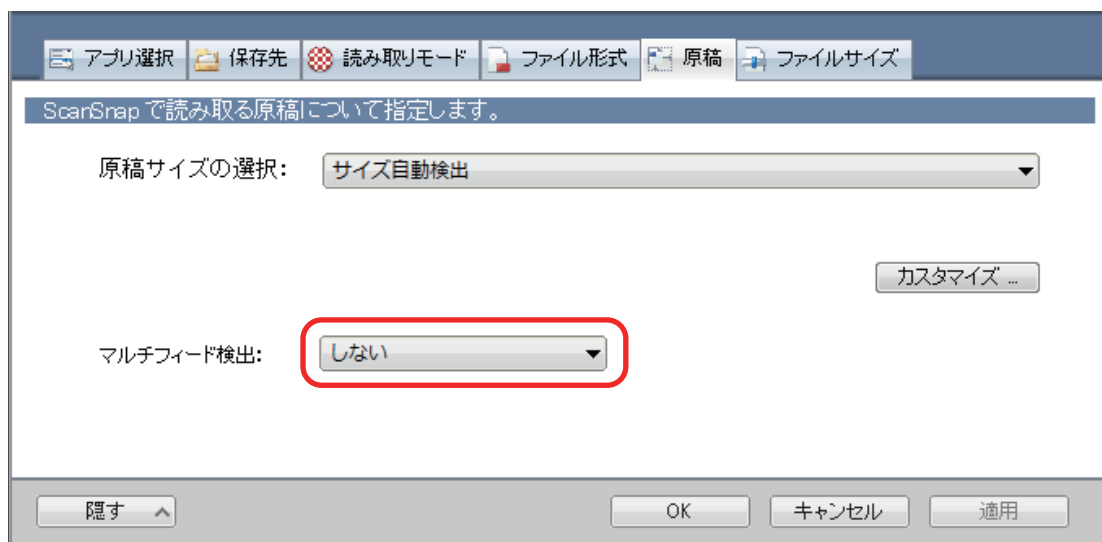 アプリ選択 保存先 読み取りモード ファイル形式 原稿 ファイルサイズ
ScanSnap で読み取る原稿について指定します。
原稿サイズの選択: サイズ自動検出
カスタマイズ ...
マルチフィード検出: しない
隠す OK キャンセル 適用